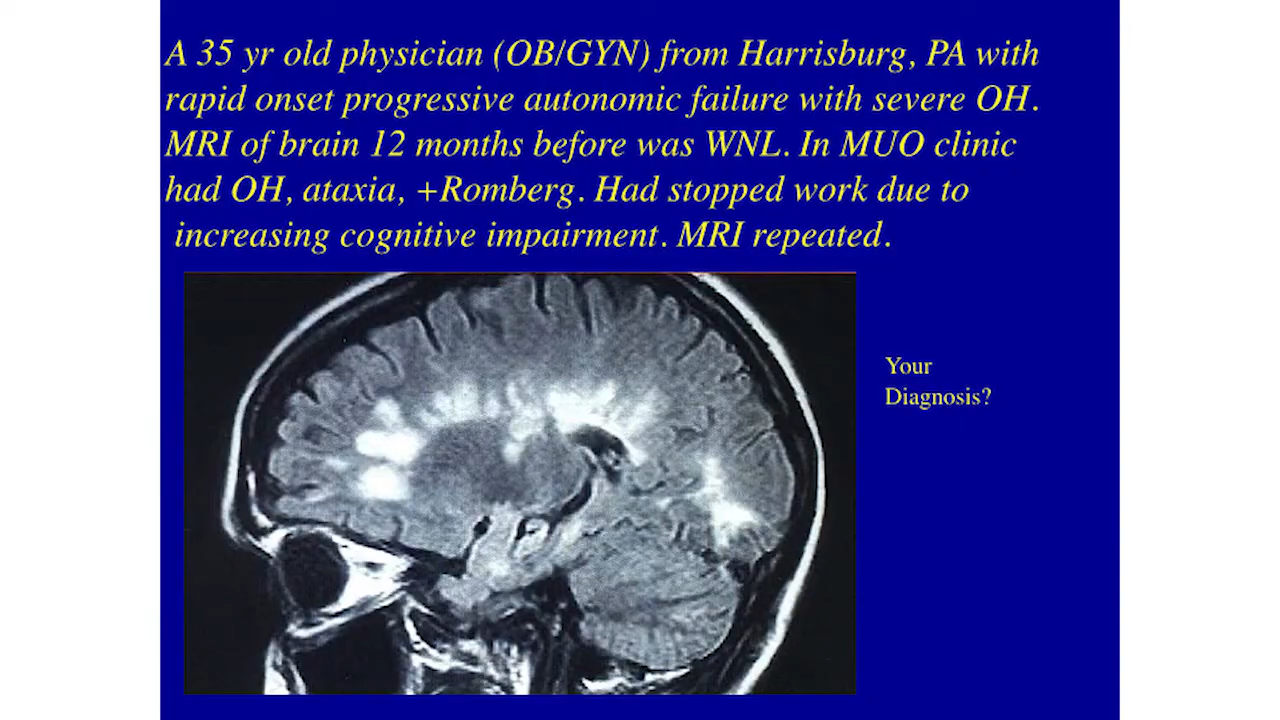 A 35 yr old physician (OB/GYN) from Harrisburg, PA with
rapid onset progressive autonomic failure with severe OH.
MRI of brain 12 months before was WNL. In MUO clinic
had OH, ataxia, +Romberg. Had stopped work due to
increasing cognitive impairment. MRI repeated.
Your
Diagnosis?